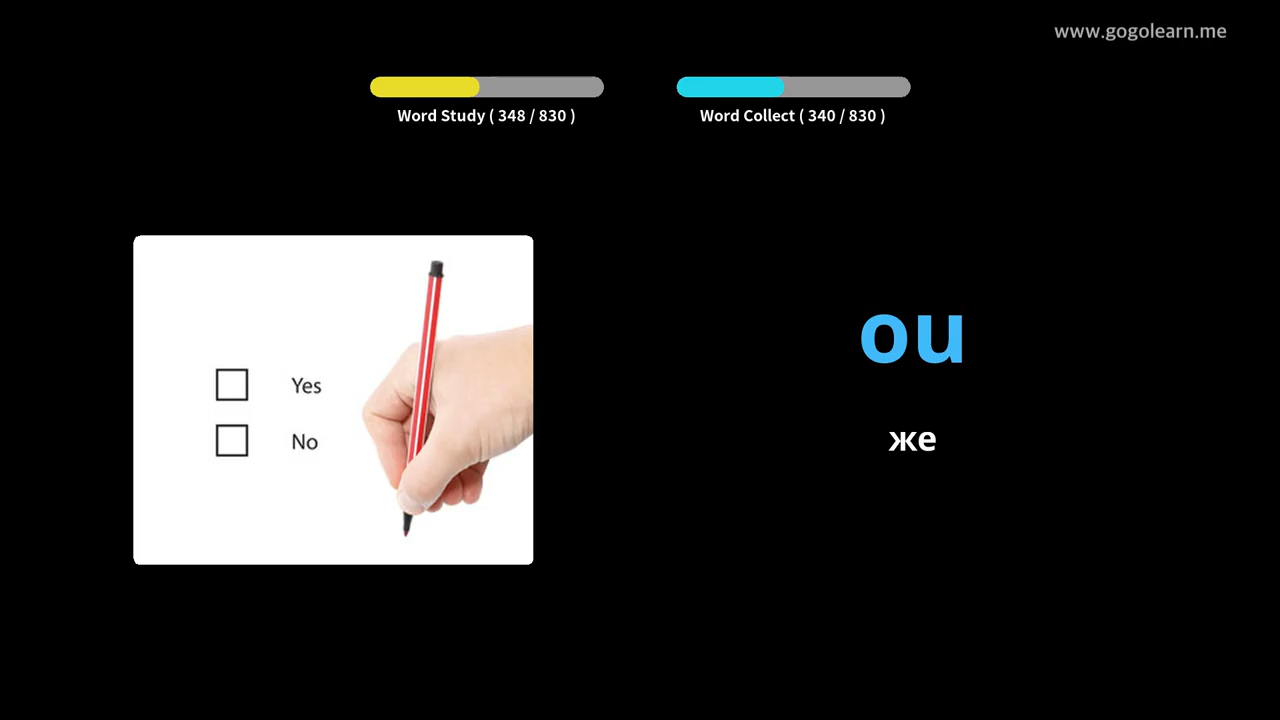 www.gogolearn.me
Word Study ( 348 / 830 )
Word Collect ( 340 / 830 )
Yes
No
ou
же